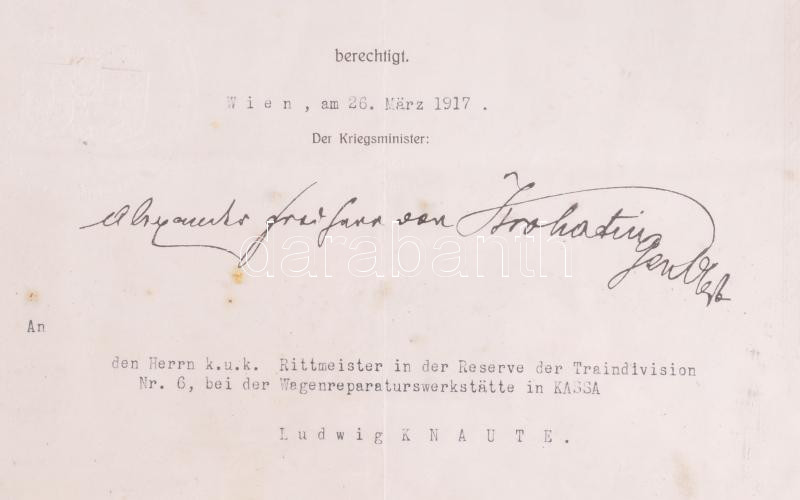 berechtigt.
Wien, am 26. März 1917.
Der Kriegsminister:
Alexander Freiherr von Krobatin
darabanth
An
den Herrn k.u.k. Rittmeister in der Reserve der Traindivision
Nr. 6, bei der Wagenreparaturswerkstätte in KASSA
Ludwig KNAUTE.